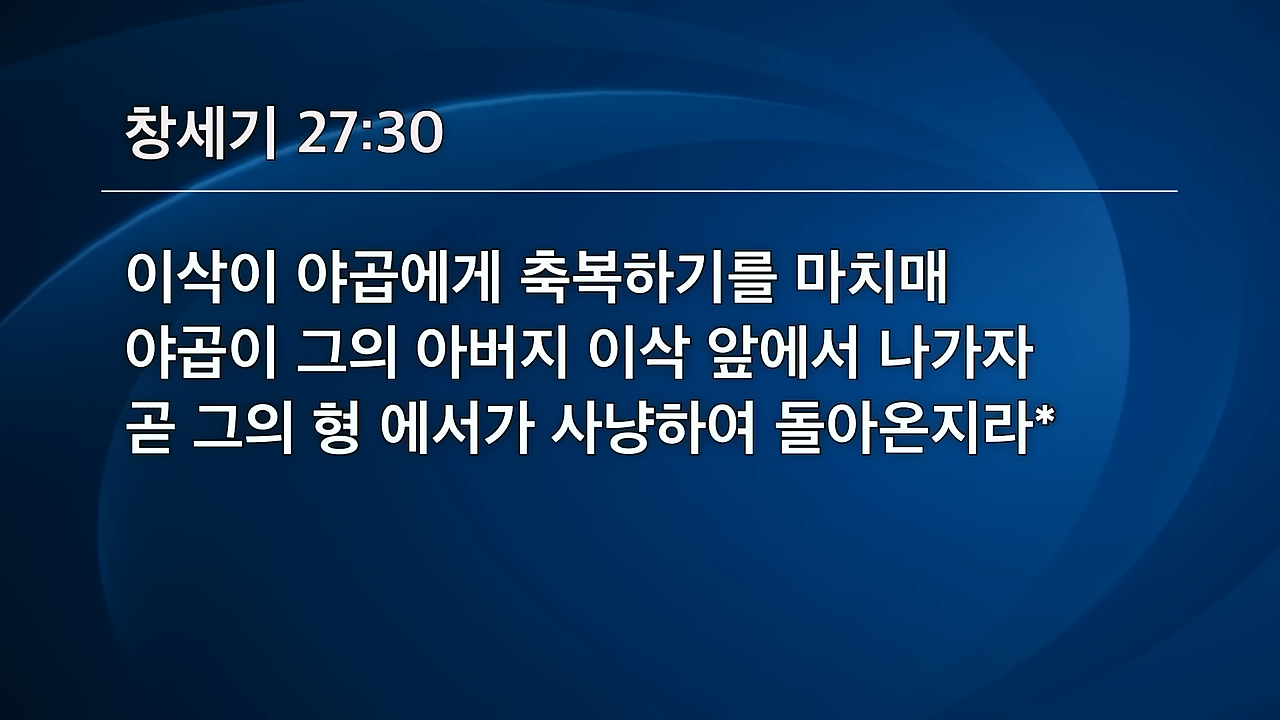 창세기 27:30
이삭이 야곱에게 축복하기를 마치매
야곱이 그의 아버지 이삭 앞에서 나가자
곧 그의 형 에서가 사냥하여 돌아온지라*